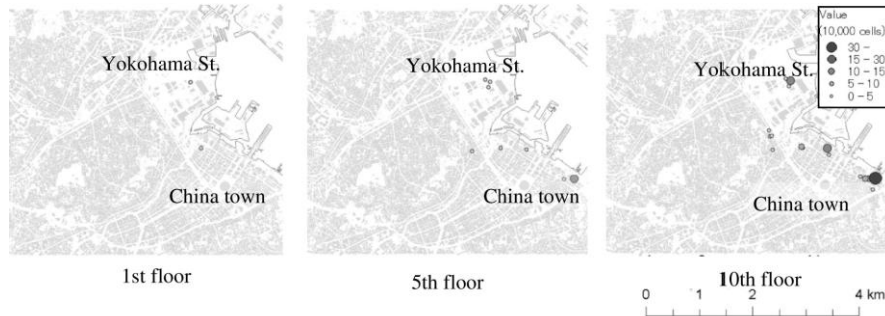 Yokohama St.
China town
1st floor
Yokohama St.
China town
5th floor
Yokohama St.
China town
10th floor
Value
(10,000 cells)
30 -
15 - 30
10 - 15
5 - 10
0 - 5
0 1 2 4 km